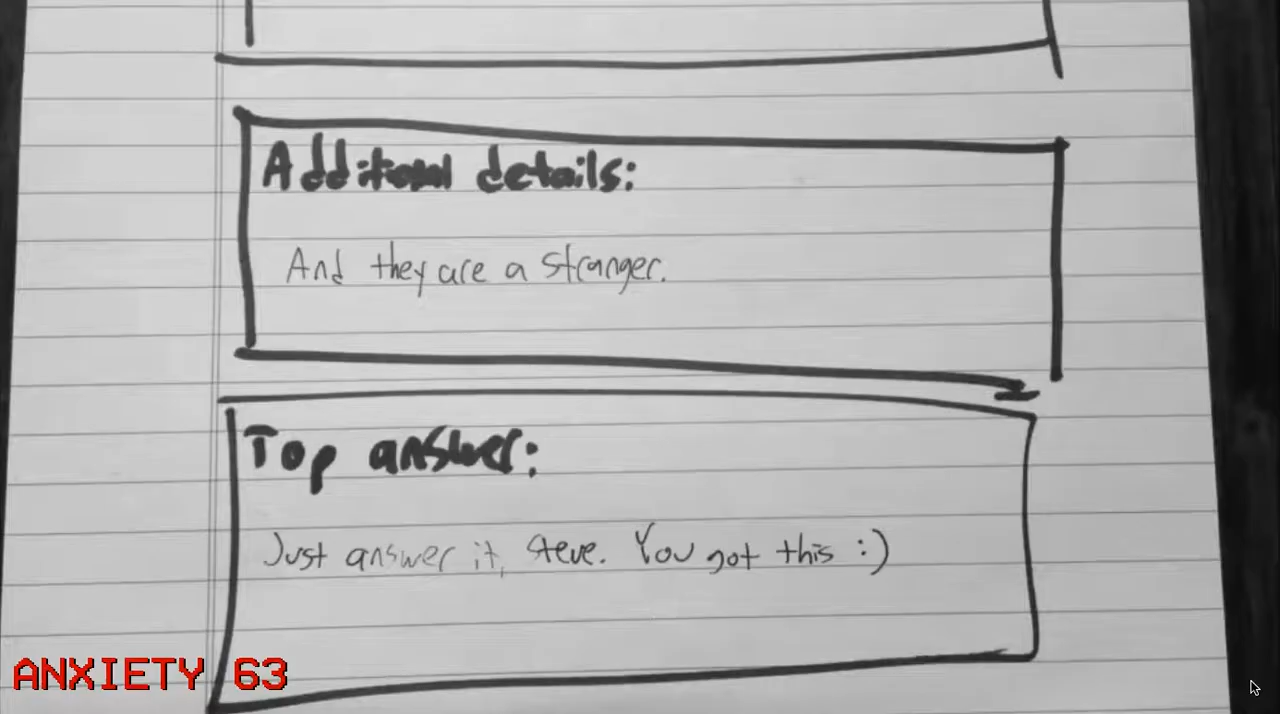 Additional details:
And they are a stranger.
Top answer:
Just answer it, Steve. You got this :)
ANXIETY 63